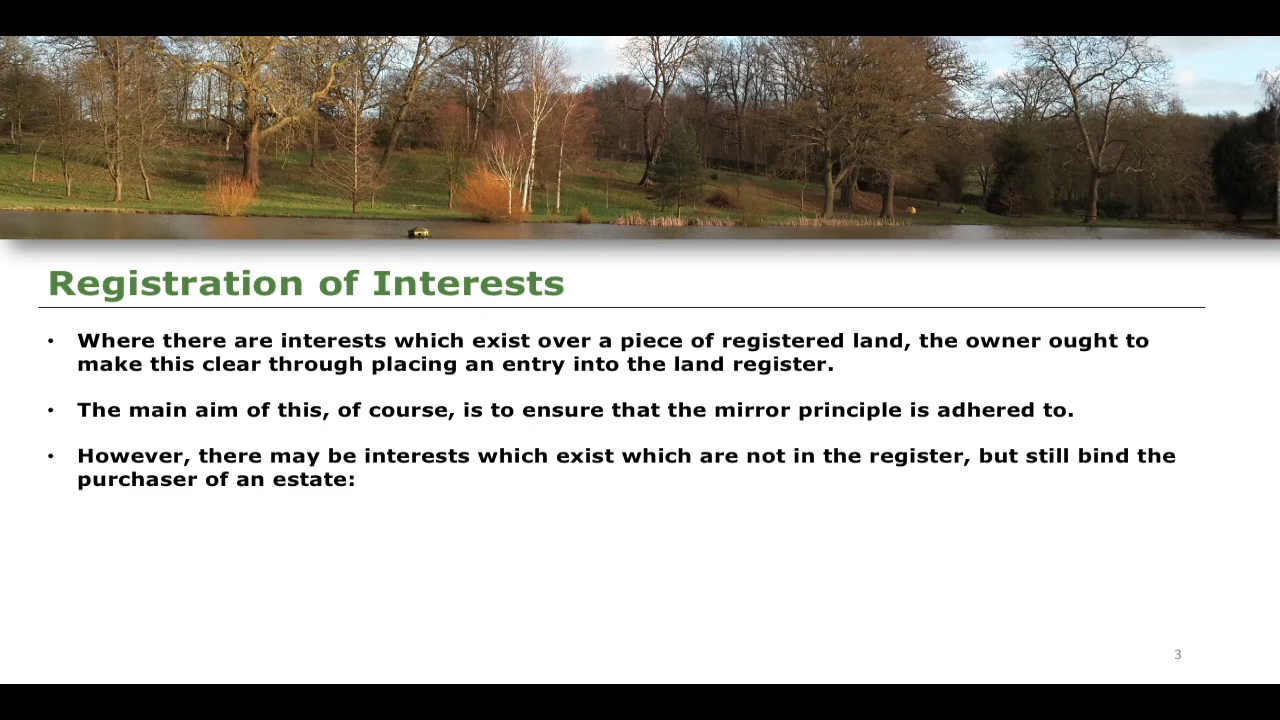 Registration of Interests
• Where there are interests which exist over a piece of registered land, the owner ought to
make this clear through placing an entry into the land register.
• The main aim of this, of course, is to ensure that the mirror principle is adhered to.
• However, there may be interests which exist which are not in the register, but still bind the
purchaser of an estate:
3